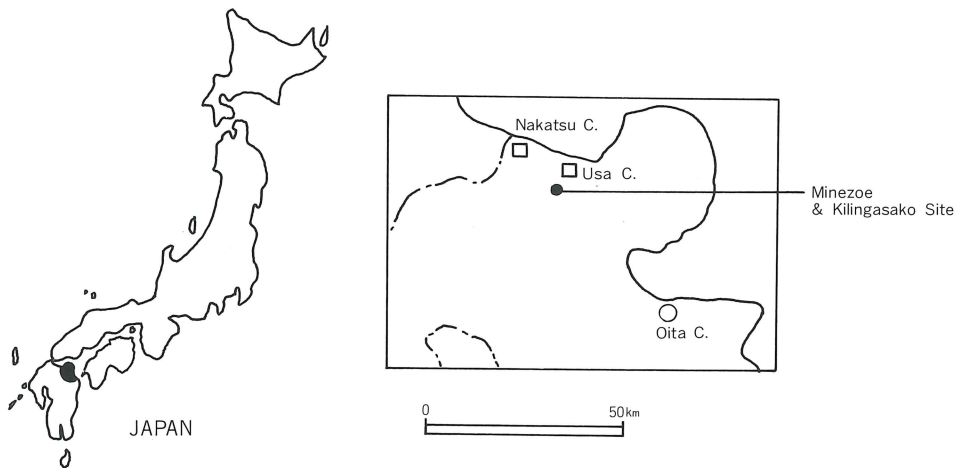 Nakatsu C.
Usa C.
Minezoe
& Kilingasako Site
Oita C.
0 50km
JAPAN